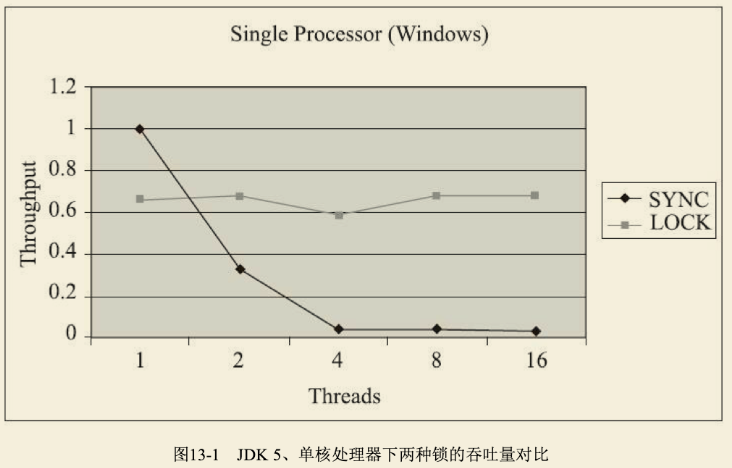 Single Processor (Windows)
1.2
1
0.8
0.6
0.4
0.2
0
Throughput
1 2 4 8 16
Threads
SYNC
LOCK
图13-1 JDK 5、单核处理器下两种锁的吞吐量对比